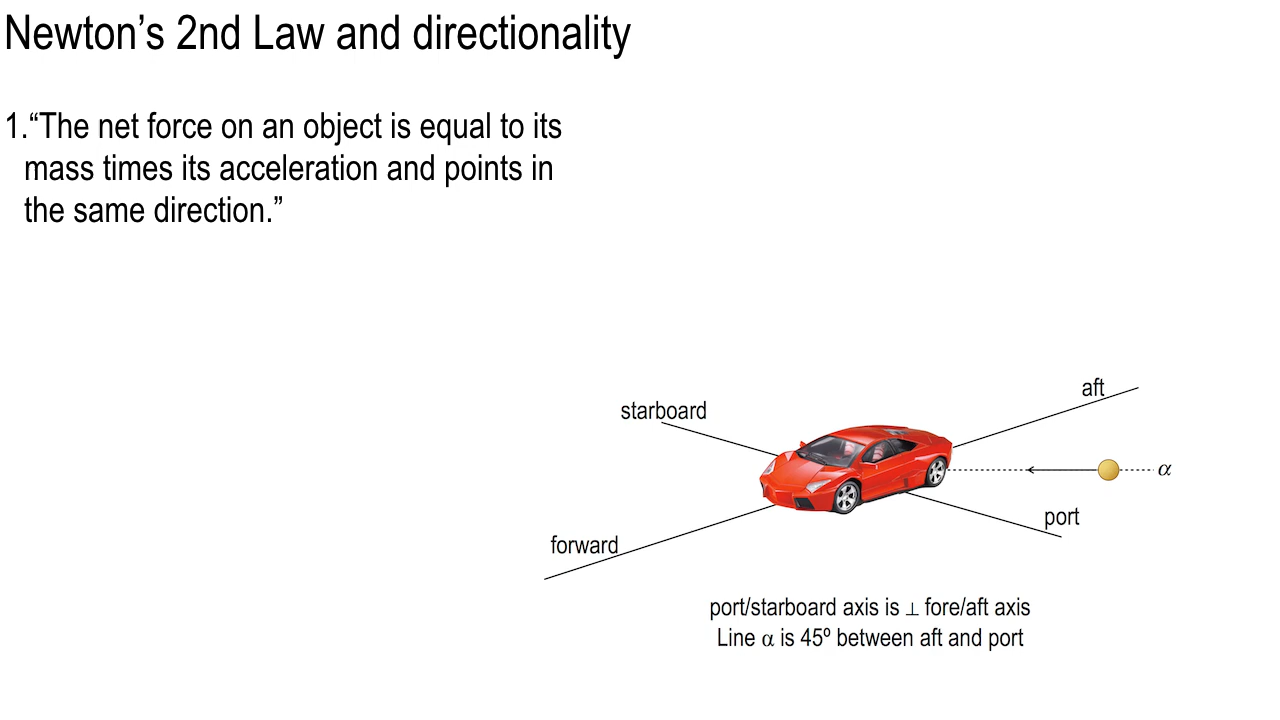 Newton’s 2nd Law and directionality
1.“The net force on an object is equal to its
mass times its acceleration and points in
the same direction.”
aft
starboard
α
port
forward
port/starboard axis is ⊥ fore/aft axis
Line α is 45º between aft and port